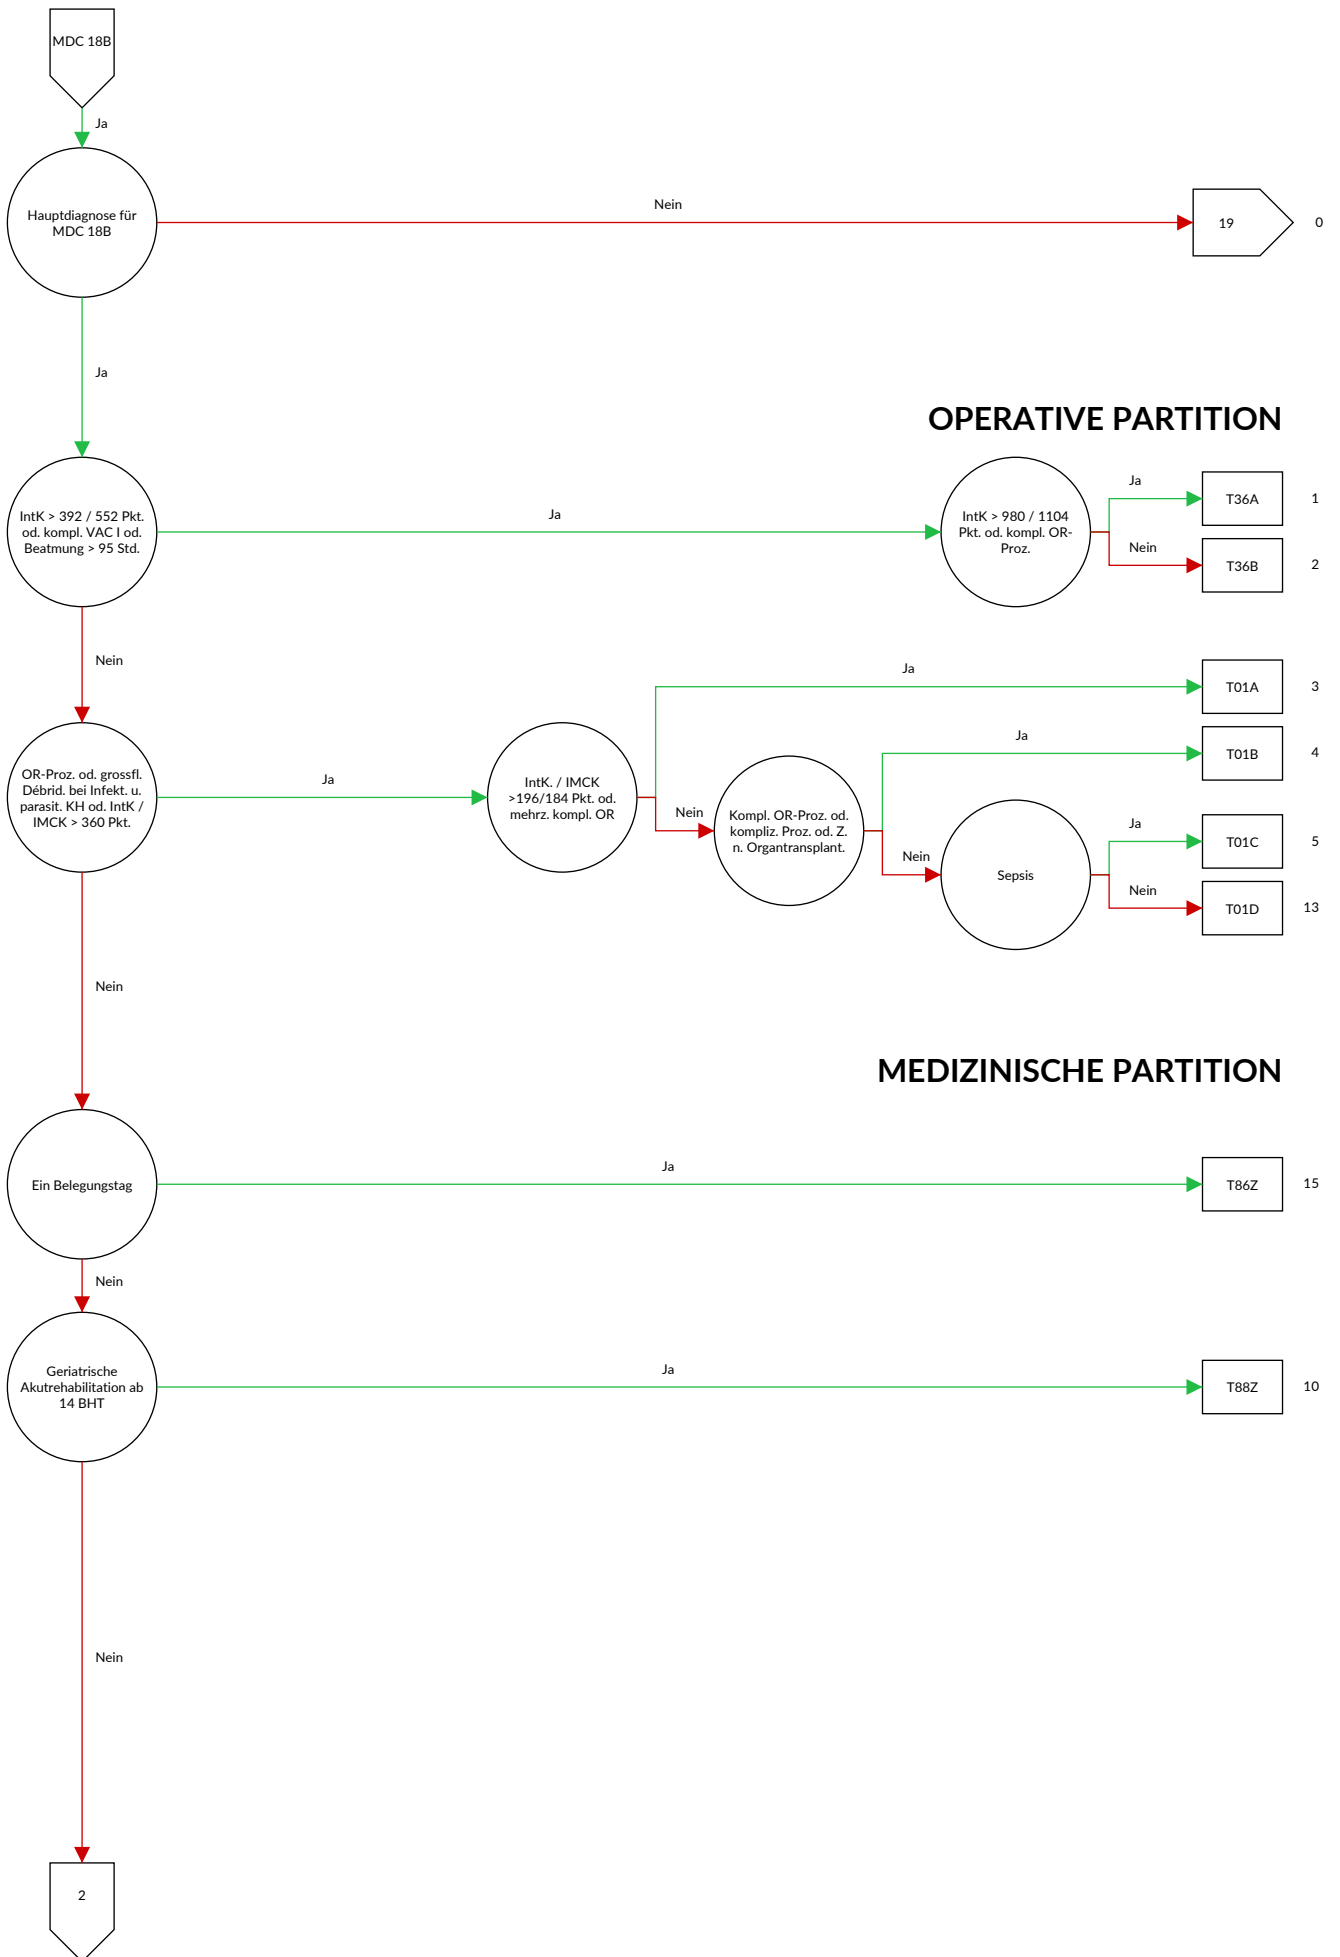 MDC 18B
Ja
Hauptdiagnose für
MDC 18B
Nein
19
0
Ja
OPERATIVE PARTITION
IntK > 392 / 552 Pkt.
od. kompl. VAC I od.
Beatmung > 95 Std.
Ja
IntK > 980 / 1104
Pkt. od. kompl. OR-
Proz.
Ja
T36A
1
Nein
T36B
2
Nein
OR-Proz. od. grossfl.
Débrid. bei Infekt. u.
parasit. KH od. IntK /
IMCK > 360 Pkt.
Ja
IntK. / IMCK
>196/184 Pkt. od.
mehrz. kompl. OR
Ja
T01A
3
Nein
Kompl. OR-Proz. od.
kompliz. Proz. od. Z.
n. Organtransplant.
Ja
T01B
4
Nein
Sepsis
Ja
T01C
5
Nein
T01D
13
Nein
MEDIZINISCHE PARTITION
Ein Belegungstag
Ja
T86Z
15
Nein
Geriatrische
Akutrehabilitation ab
14 BHT
Ja
T88Z
10
Nein
2